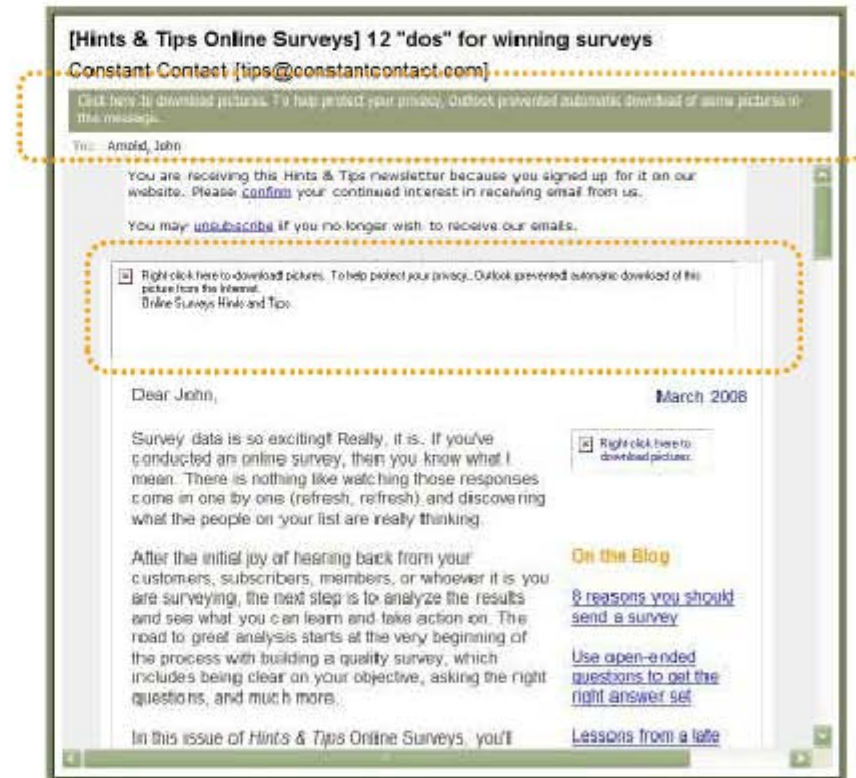 [Hints & Tips Online Surveys] 12 "dos" for winning surveys
Constant Contact [tips@constantcontact.com]
Click here to download pictures. To help protect your privacy, Outlook prevented automatic download of some pictures in
this message.
To: Arnold, John
You are receiving this Hints & Tips newsletter because you signed up for it on our
website. Please confirm your continued interest in receiving email from us.
You may unsubscribe if you no longer wish to receive our emails.
Right-click here to download pictures. To help protect your privacy, Outlook prevented automatic download of this
picture from the Internet.
Online Surveys Hints and Tips
Dear John,
March 2008
Survey data is so exciting! Really, it is. If you've
conducted an online survey, then you know what I
mean. There is nothing like watching those responses
come in one by one (refresh, refresh) and discovering
what the people on your list are really thinking.
After the initial joy of hearing back from your
customers, subscribers, members, or whoever it is you
are surveying, the next step is to analyze the results
and see what you can learn and take action on. The
road to great analysis starts at the very beginning of
the process with building a quality survey, which
includes being clear on your objective, asking the right
questions, and much more.
In this issue of Hints & Tips Online Surveys, you'll
Right-click here to
download pictures.
On the Blog
8 reasons you should
send a survey
Use open-ended
questions to get the
right answer set
Lessons from a late